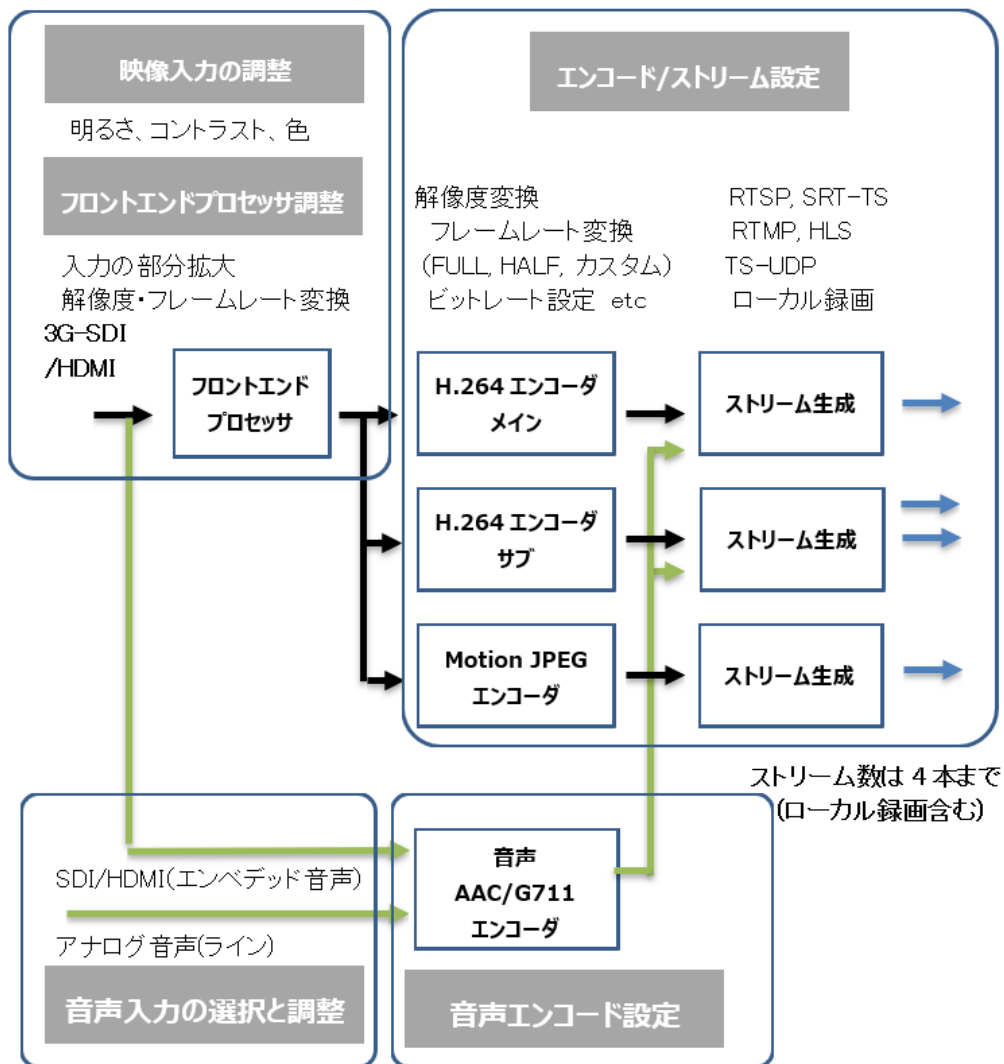 映像入力の調整
明るさ、コントラスト、色
フロントエンドプロセッサ調整
入力の部分拡大
解像度・フレームレート変換
3G-SDI
/HDMI
フロントエンド
プロセッサ
エンコード/ストリーム設定
解像度変換
フレームレート変換
(FULL, HALF, カスタム)
ビットレート設定 etc
RTSP, SRT-TS
RTMP, HLS
TS-UDP
ローカル録画
H.264 エンコーダ
メイン
ストリーム生成
H.264 エンコーダ
サブ
ストリーム生成
Motion JPEG
エンコーダ
ストリーム生成
ストリーム数は 4 本まで
(ローカル録画含む)
SDI/HDMI(エンベデッド音声)
アナログ音声(ライン)
音声入力の選択と調整
音声
AAC/G711
エンコーダ
音声エンコード設定